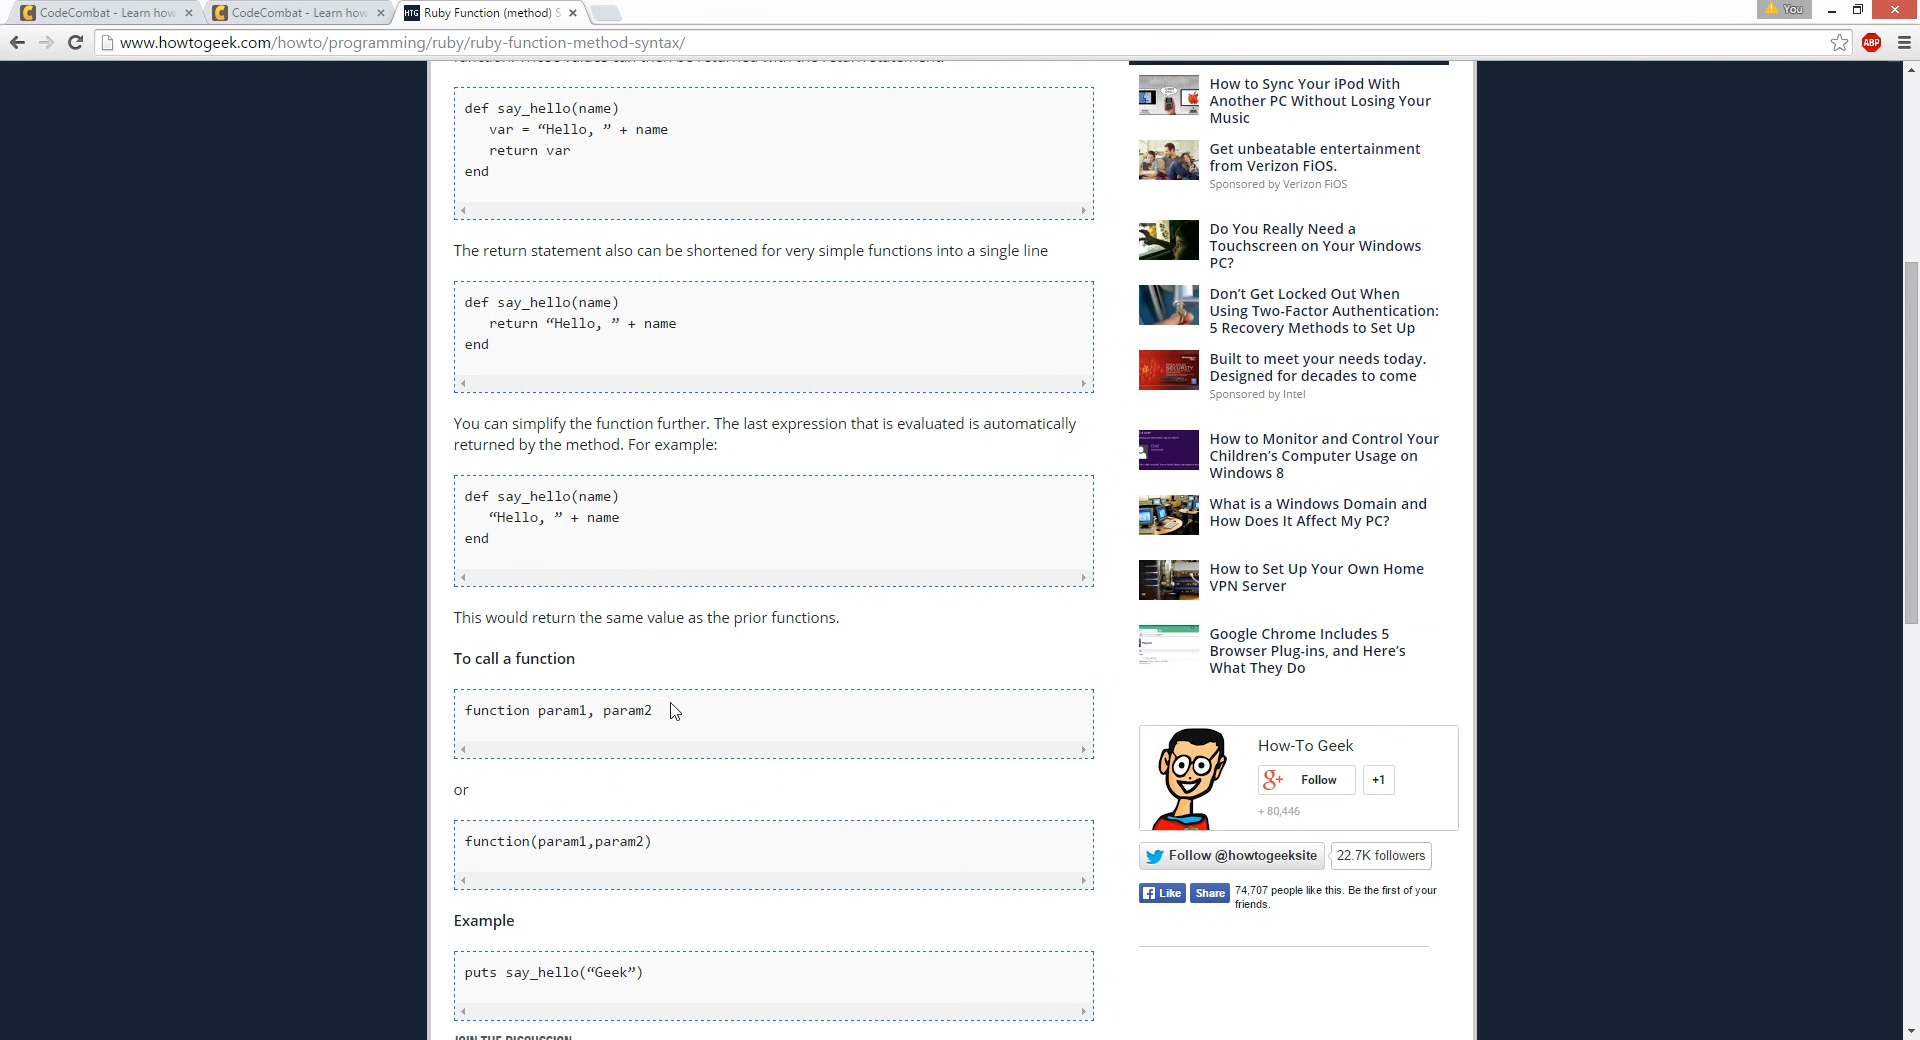 CodeCombat - Learn how
CodeCombat - Learn how
HTG Ruby Function (method) S
You
www.howtogeek.com/howto/programming/ruby/ruby-function-method-syntax/
ABP
def say_hello(name)
var = “Hello, ” + name
return var
end
The return statement also can be shortened for very simple functions into a single line
def say_hello(name)
return “Hello, ” + name
end
You can simplify the function further. The last expression that is evaluated is automatically
returned by the method. For example:
def say_hello(name)
“Hello, ” + name
end
This would return the same value as the prior functions.
To call a function
function param1, param2
or
function(param1,param2)
Example
puts say_hello(“Geek”)
JOIN THE DISCUSSION
How to Sync Your iPod With
Another PC Without Losing Your
Music
Get unbeatable entertainment
from Verizon FiOS.
Sponsored by Verizon FiOS
Do You Really Need a
Touchscreen on Your Windows
PC?
Don’t Get Locked Out When
Using Two-Factor Authentication:
5 Recovery Methods to Set Up
Built to meet your needs today.
Designed for decades to come
Sponsored by Intel
How to Monitor and Control Your
Children’s Computer Usage on
Windows 8
What is a Windows Domain and
How Does It Affect My PC?
How to Set Up Your Own Home
VPN Server
Google Chrome Includes 5
Browser Plug-ins, and Here’s
What They Do
How-To Geek
g+ Follow +1
+ 80,446
Follow @howtogeeksite 22.7K followers
Like Share 74,707 people like this. Be the first of your
friends.